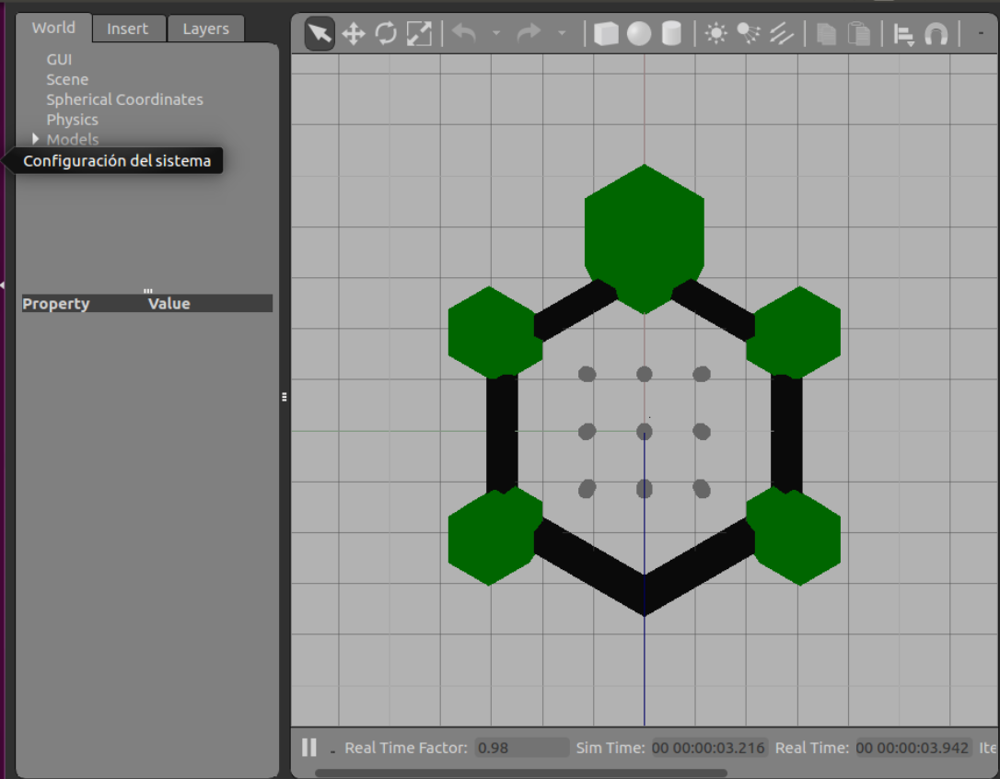 World Insert Layers
GUI
Scene
Spherical Coordinates
Physics
Models
Configuración del sistema
Property Value
Real Time Factor: 0.98 Sim Time: 00 00:00:03.216 Real Time: 00 00:00:03.942 Ite